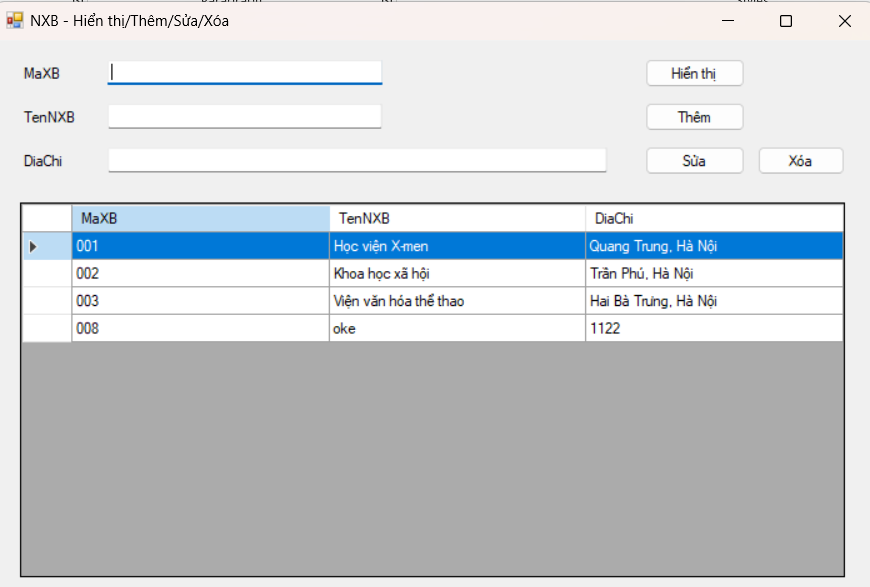 NXB - Hiển thị/Thêm/Sửa/Xóa
MaXB
Hiển thị
TenNXB
Thêm
DiaChi
Sửa Xóa
MaXB TenNXB DiaChi
001 Học viện X-men Quang Trung, Hà Nội
002 Khoa học xã hội Trần Phú, Hà Nội
003 Viện văn hóa thể thao Hai Bà Trưng, Hà Nội
008 oke 1122